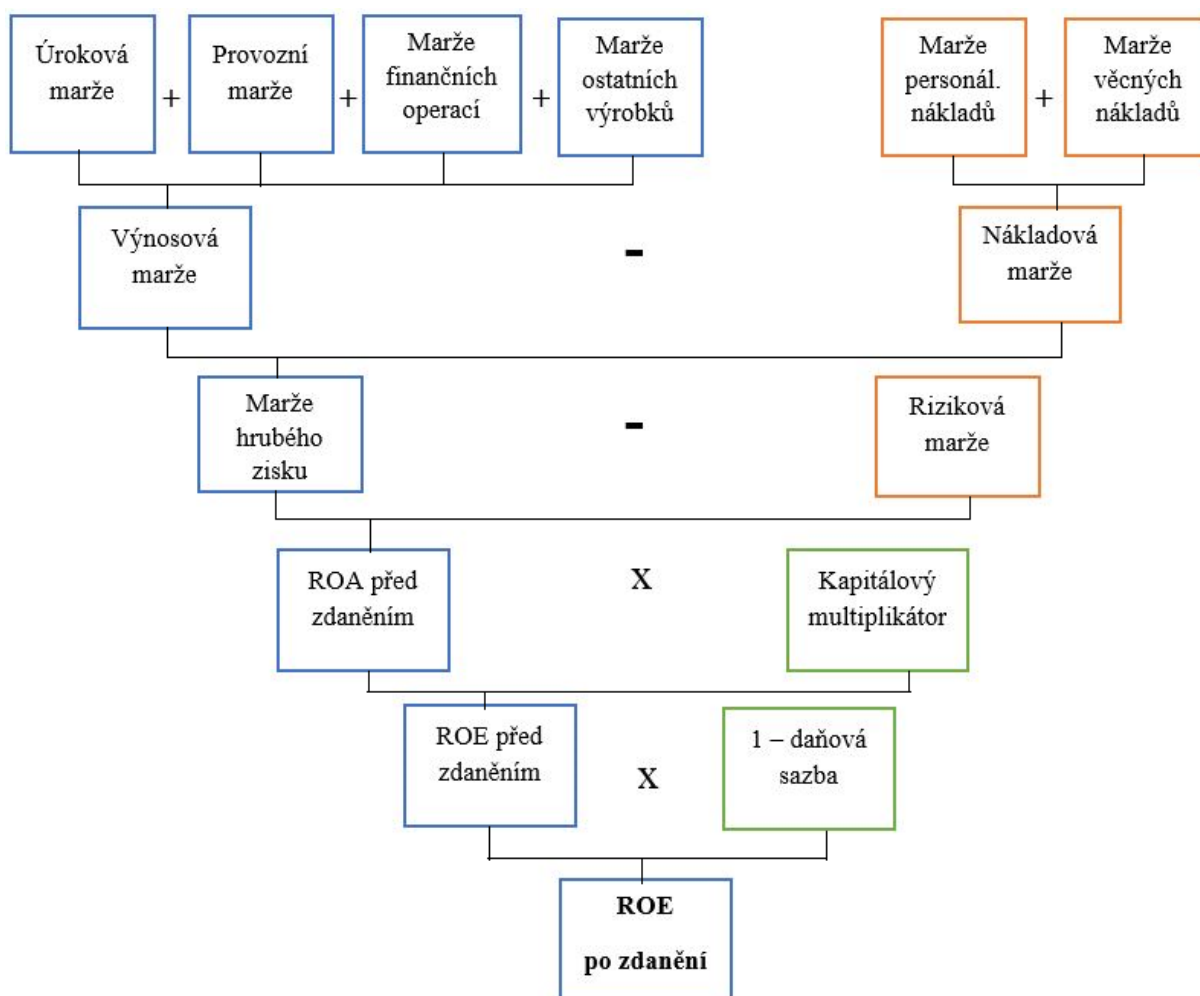 Úroková
marže
+
Provozní
marže
+
Marže
finančních
operací
+
Marže
ostatních
výrobků
Marže
personál.
nákladů
+
Marže
věcných
nákladů
Výnosová
marže
-
Nákladová
marže
Marže
hrubého
zisku
-
Riziková
marže
ROA před
zdaněním
x
Kapitálový
multiplikátor
ROE před
zdaněním
x
1 – daňová
sazba
ROE
po zdanění